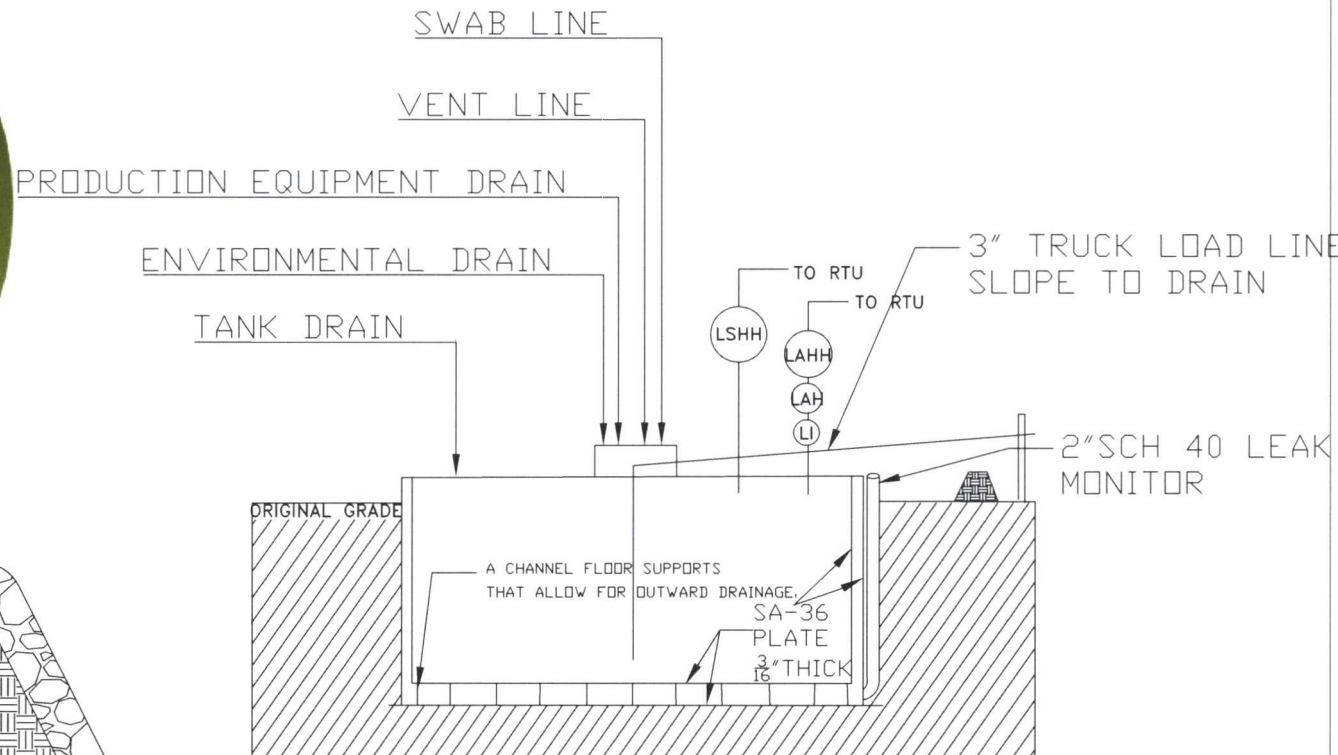 SWAB LINE
VENT LINE
PRODUCTION EQUIPMENT DRAIN
ENVIRONMENTAL DRAIN
TANK DRAIN
TO RTU
TO RTU
3" TRUCK LOAD LINE
SLOPE TO DRAIN
LSHH
LAHH
LAH
LI
2"SCH 40 LEAK
MONITOR
ORIGINAL GRADE
A CHANNEL FLOOR SUPPORTS
THAT ALLOW FOR OUTWARD DRAINAGE.
SA-36
PLATE
3/16"THICK